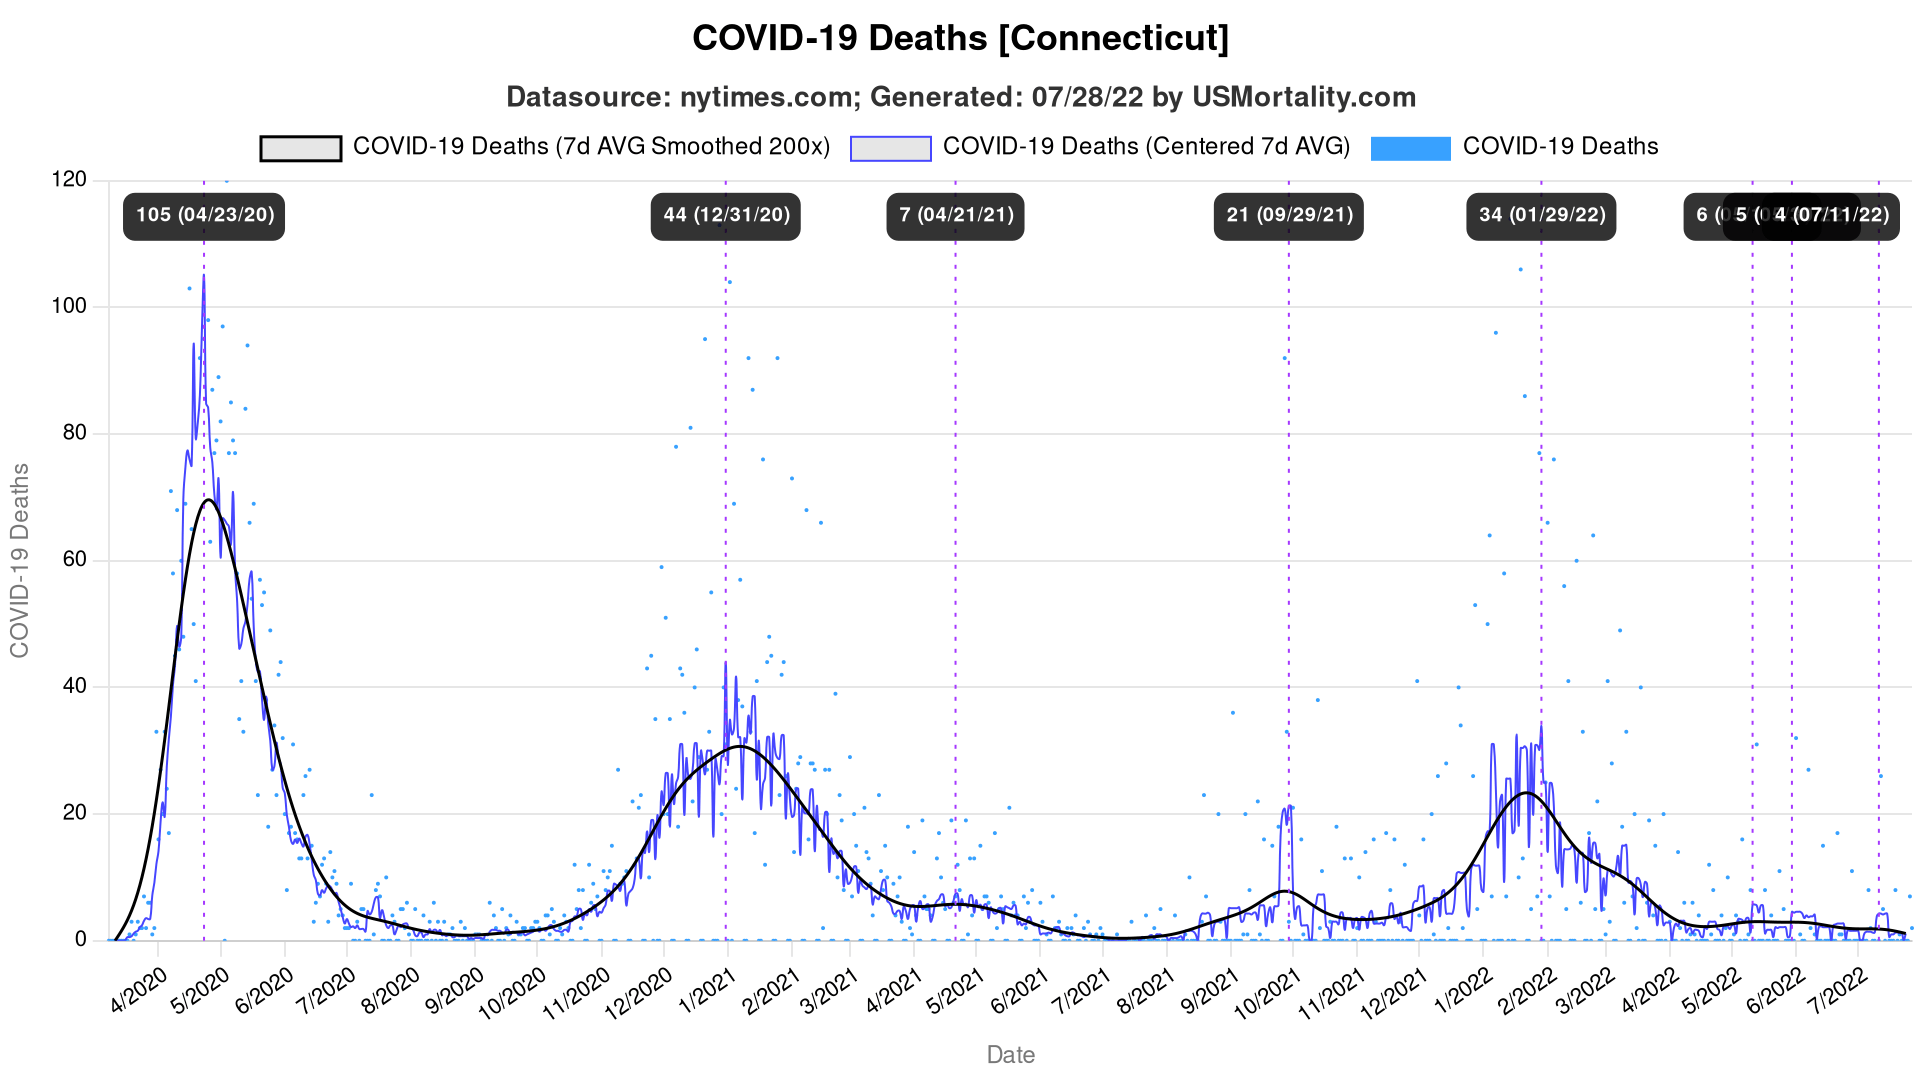 COVID-19 Deaths [Connecticut]
Datasource: nytimes.com; Generated: 07/28/22 by USMortality.com
COVID-19 Deaths (7d AVG Smoothed 200x) COVID-19 Deaths (Centered 7d AVG) COVID-19 Deaths
120
105 (04/23/20) 44 (12/31/20) 7 (04/21/21) 21 (09/29/21) 34 (01/29/22) 6 ( 5 ( 4 (07/11/22)
100
80
60
40
20
0
COVID-19 Deaths
4/2020 5/2020 6/2020 7/2020 8/2020 9/2020 10/2020 11/2020 12/2020 1/2021 2/2021 3/2021 4/2021 5/2021 6/2021 7/2021 8/2021 9/2021 10/2021 11/2021 12/2021 1/2022 2/2022 3/2022 4/2022 5/2022 6/2022 7/2022
Date